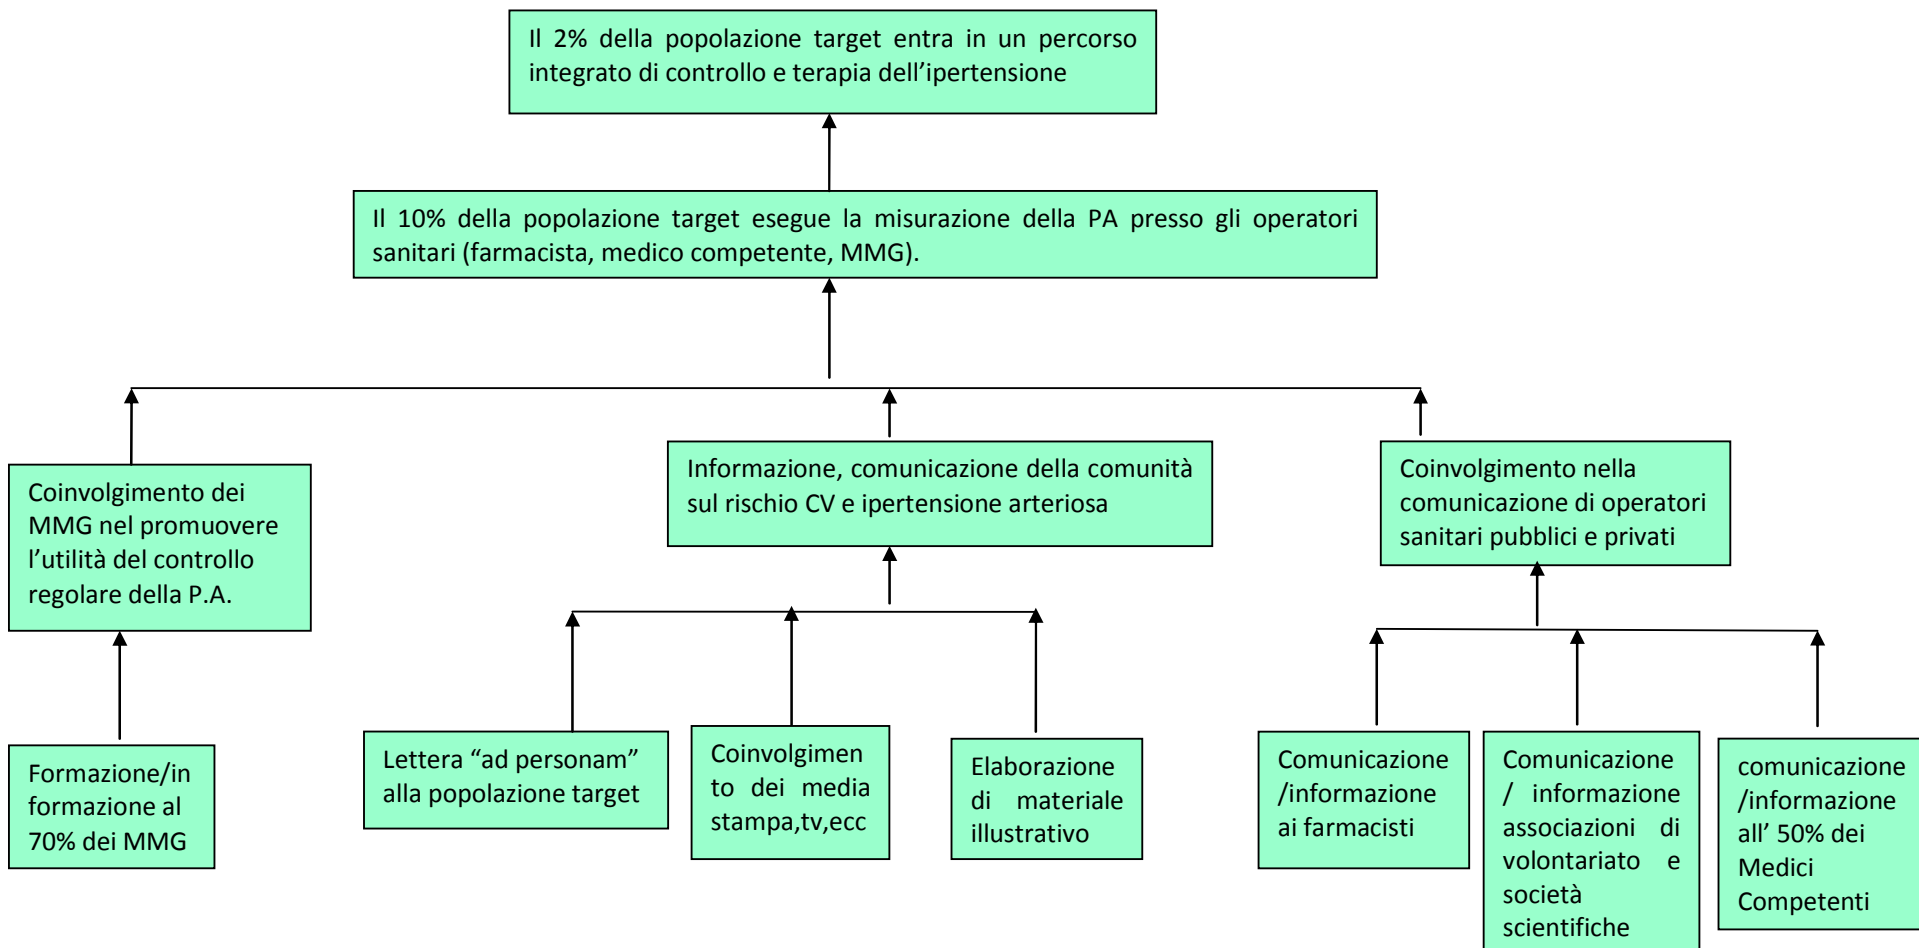 Il 2% della popolazione target entra in un percorso
integrato di controllo e terapia dell’ipertensione
Il 10% della popolazione target esegue la misurazione della PA presso gli operatori
sanitari (farmacista, medico competente, MMG).
Coinvolgimento dei
MMG nel promuovere
l’utilità del controllo
regolare della P.A.
Informazione, comunicazione della comunità
sul rischio CV e ipertensione arteriosa
Coinvolgimento nella
comunicazione di operatori
sanitari pubblici e privati
Formazione/in
formazione al
70% dei MMG
Lettera “ad personam”
alla popolazione target
Coinvolgimen
to dei media
stampa,tv,ecc
Elaborazione
di materiale
illustrativo
Comunicazione
/informazione
ai farmacisti
Comunicazione
/ informazione
associazioni di
volontariato e
società
scientifiche
comunicazione
/informazione
all’ 50% dei
Medici
Competenti